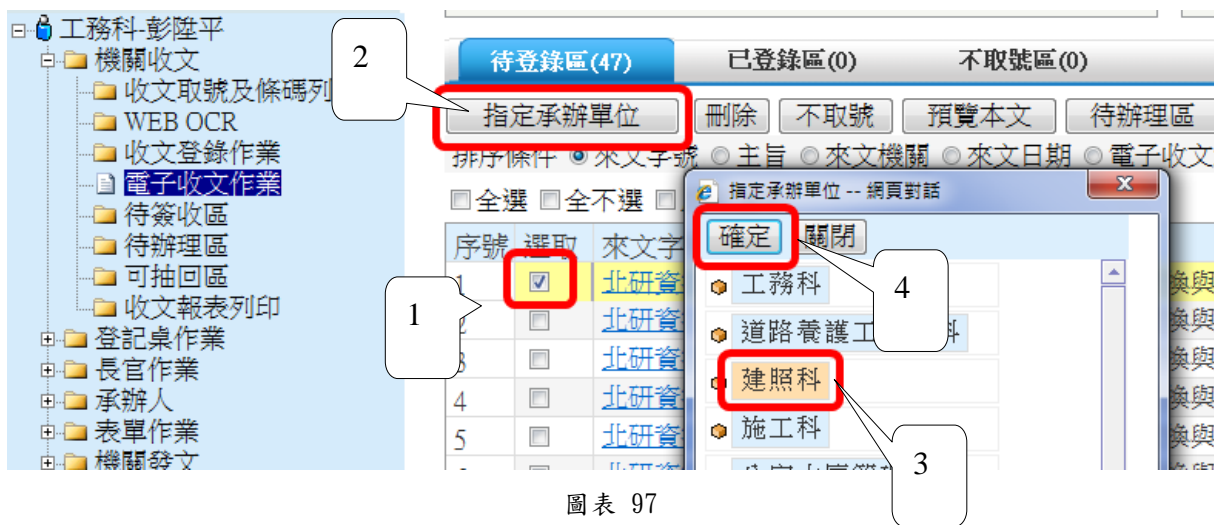 工務科-彭陞平
機關收文
收文取號及條碼列
WEB OCR
收文登錄作業
電子收文作業
待簽收區
待辦理區
可抽回區
收文報表列印
登記桌作業
長官作業
承辦人
表單作業
機關發文
2
待登錄區(47) 已登錄區(0) 不取號區(0)
指定承辦單位 刪除 不取號 預覽本文 待辦理區
排序條件 來文字號 主旨 來文機關 來文日期 電子收文
全選 全不選
序號 選取 來文字
1 北研資 換與
2 北研資 換與
3 北研資 換與
4 北研資 換與
5 北研資 換與
1
指定承辦單位 -- 網頁對話
確定 關閉
4
工務科
道路養護工 科
建照科
施工科
3
圖表 97